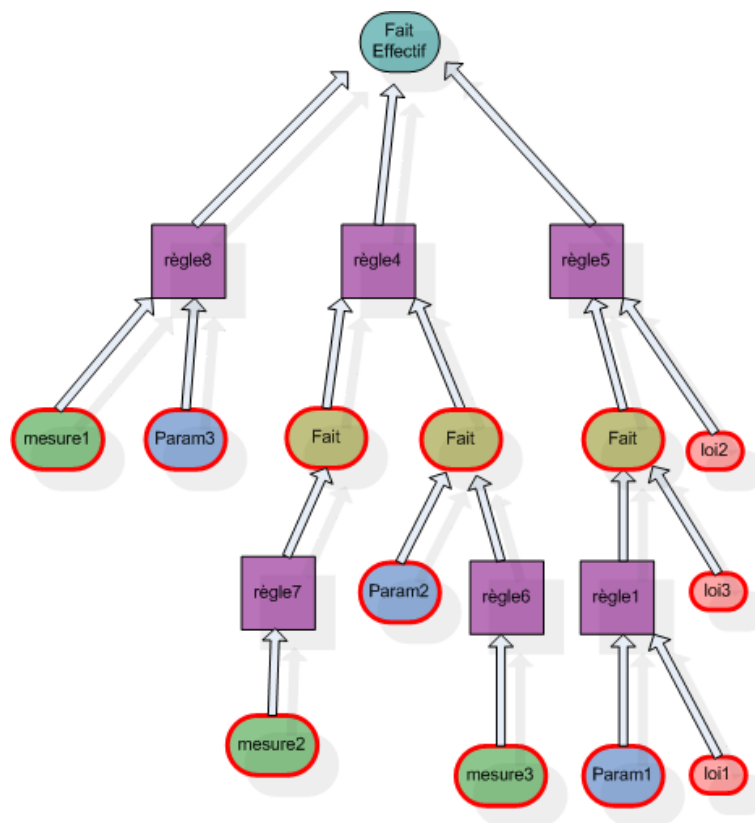 Fait
Effectif
règle8
règle4
règle5
mesure1
Param3
Fait
Fait
Fait
loi2
règle7
Param2
règle6
règle1
loi3
mesure2
mesure3
Param1
loi1